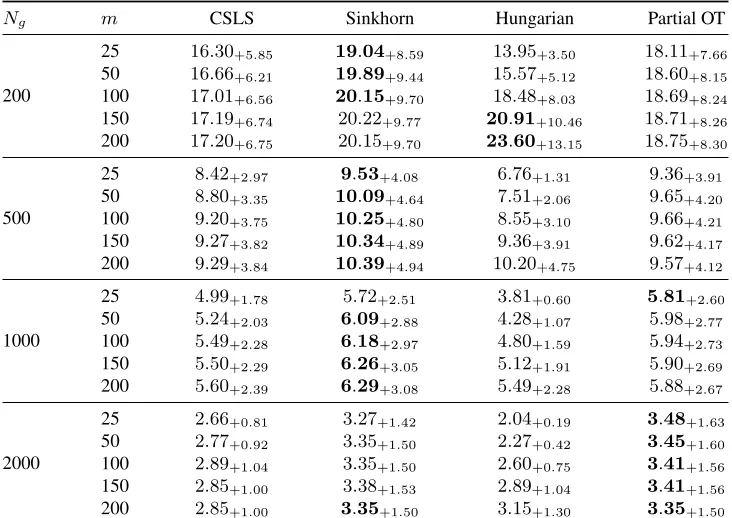 N_g m CSLS Sinkhorn Hungarian Partial OT
25 16.30+5.85 19.04+8.59 13.95+3.50 18.11+7.66
50 16.66+6.21 19.89+9.44 15.57+5.12 18.60+8.15
200 100 17.01+6.56 20.15+9.70 18.48+8.03 18.69+8.24
150 17.19+6.74 20.22+9.77 20.91+10.46 18.71+8.26
200 17.20+6.75 20.15+9.70 23.60+13.15 18.75+8.30
25 8.42+2.97 9.53+4.08 6.76+1.31 9.36+3.91
50 8.80+3.35 10.09+4.64 7.51+2.06 9.65+4.20
500 100 9.20+3.75 10.25+4.80 8.55+3.10 9.66+4.21
150 9.27+3.82 10.34+4.89 9.36+3.91 9.62+4.17
200 9.29+3.84 10.39+4.94 10.20+4.75 9.57+4.12
25 4.99+1.78 5.72+2.51 3.81+0.60 5.81+2.60
50 5.24+2.03 6.09+2.88 4.28+1.07 5.98+2.77
1000 100 5.49+2.28 6.18+2.97 4.80+1.59 5.94+2.73
150 5.50+2.29 6.26+3.05 5.12+1.91 5.90+2.69
200 5.60+2.39 6.29+3.08 5.49+2.28 5.88+2.67
25 2.66+0.81 3.27+1.42 2.04+0.19 3.48+1.63
50 2.77+0.92 3.35+1.50 2.27+0.42 3.45+1.60
2000 100 2.89+1.04 3.35+1.50 2.60+0.75 3.41+1.56
150 2.85+1.00 3.38+1.53 2.89+1.04 3.41+1.56
200 2.85+1.00 3.35+1.50 3.15+1.30 3.35+1.50